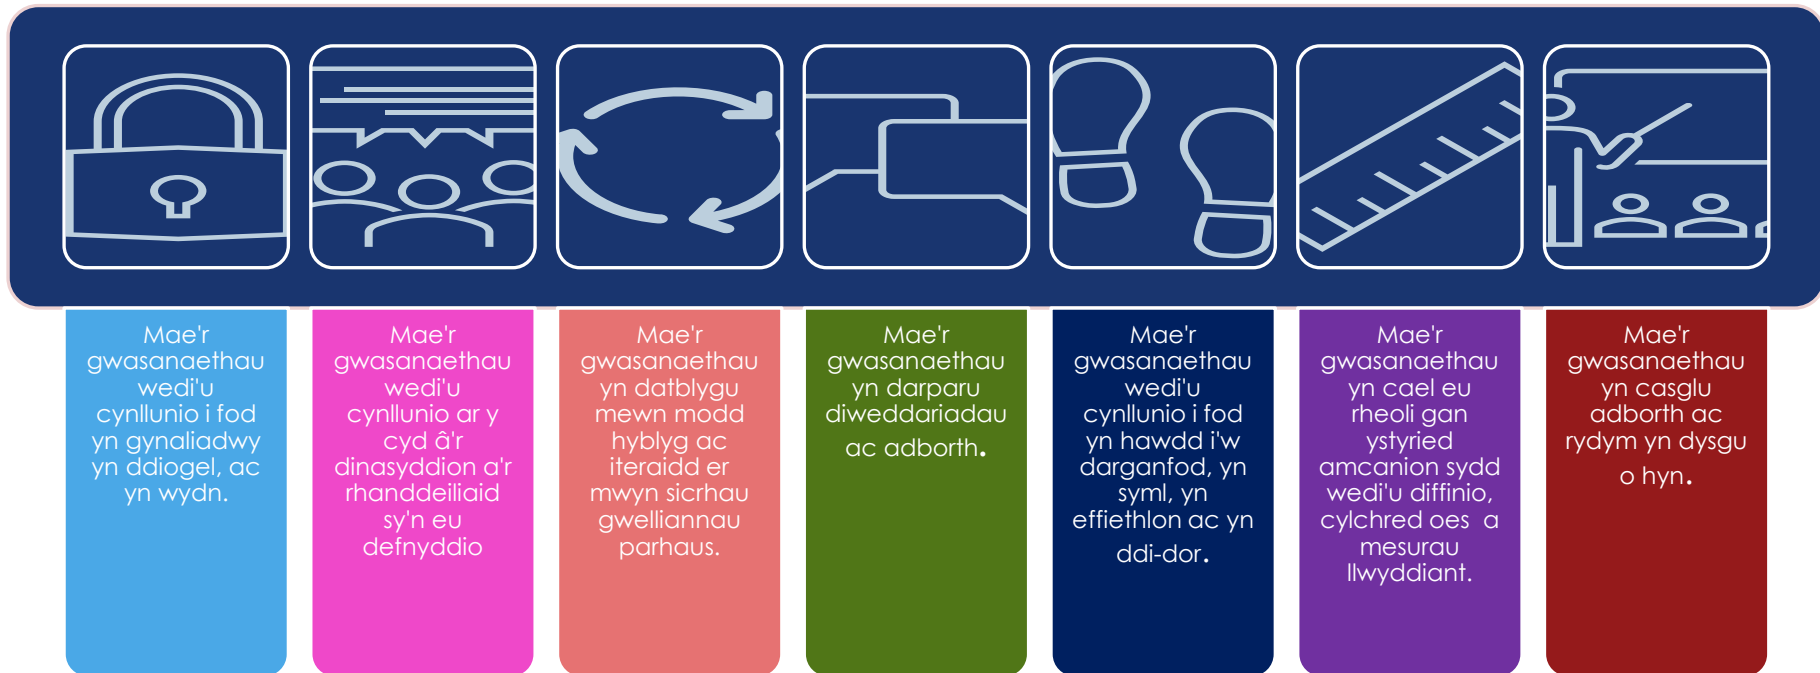 Mae'r
gwasanaethau
wedi'u
cynllunio i fod
yn gynaliadwy
yn ddiogel, ac
yn wydn.
Mae'r
gwasanaethau
wedi'u
cynllunio ar y
cyd â'r
dinasyddion a'r
rhanddeiliaid
sy'n eu
defnyddio
Mae'r
gwasanaethau
yn datblygu
mewn modd
hyblyg ac
iteraidd er
mwyn sicrhau
gwelliannau
parhaus.
Mae'r
gwasanaethau
yn darparu
diweddariadau
ac adborth.
Mae'r
gwasanaethau
wedi'u
cynllunio i fod
yn hawdd i'w
darganfod, yn
syml, yn
effiethlon ac yn
ddi-dor.
Mae'r
gwasanaethau
yn cael eu
rheoli gan
ystyried
amcanion sydd
wedi'u diffinio,
cylchred oes a
mesurau
llwyddiant.
Mae'r
gwasanaethau
yn casglu
adborth ac
rydym yn dysgu
o hyn.